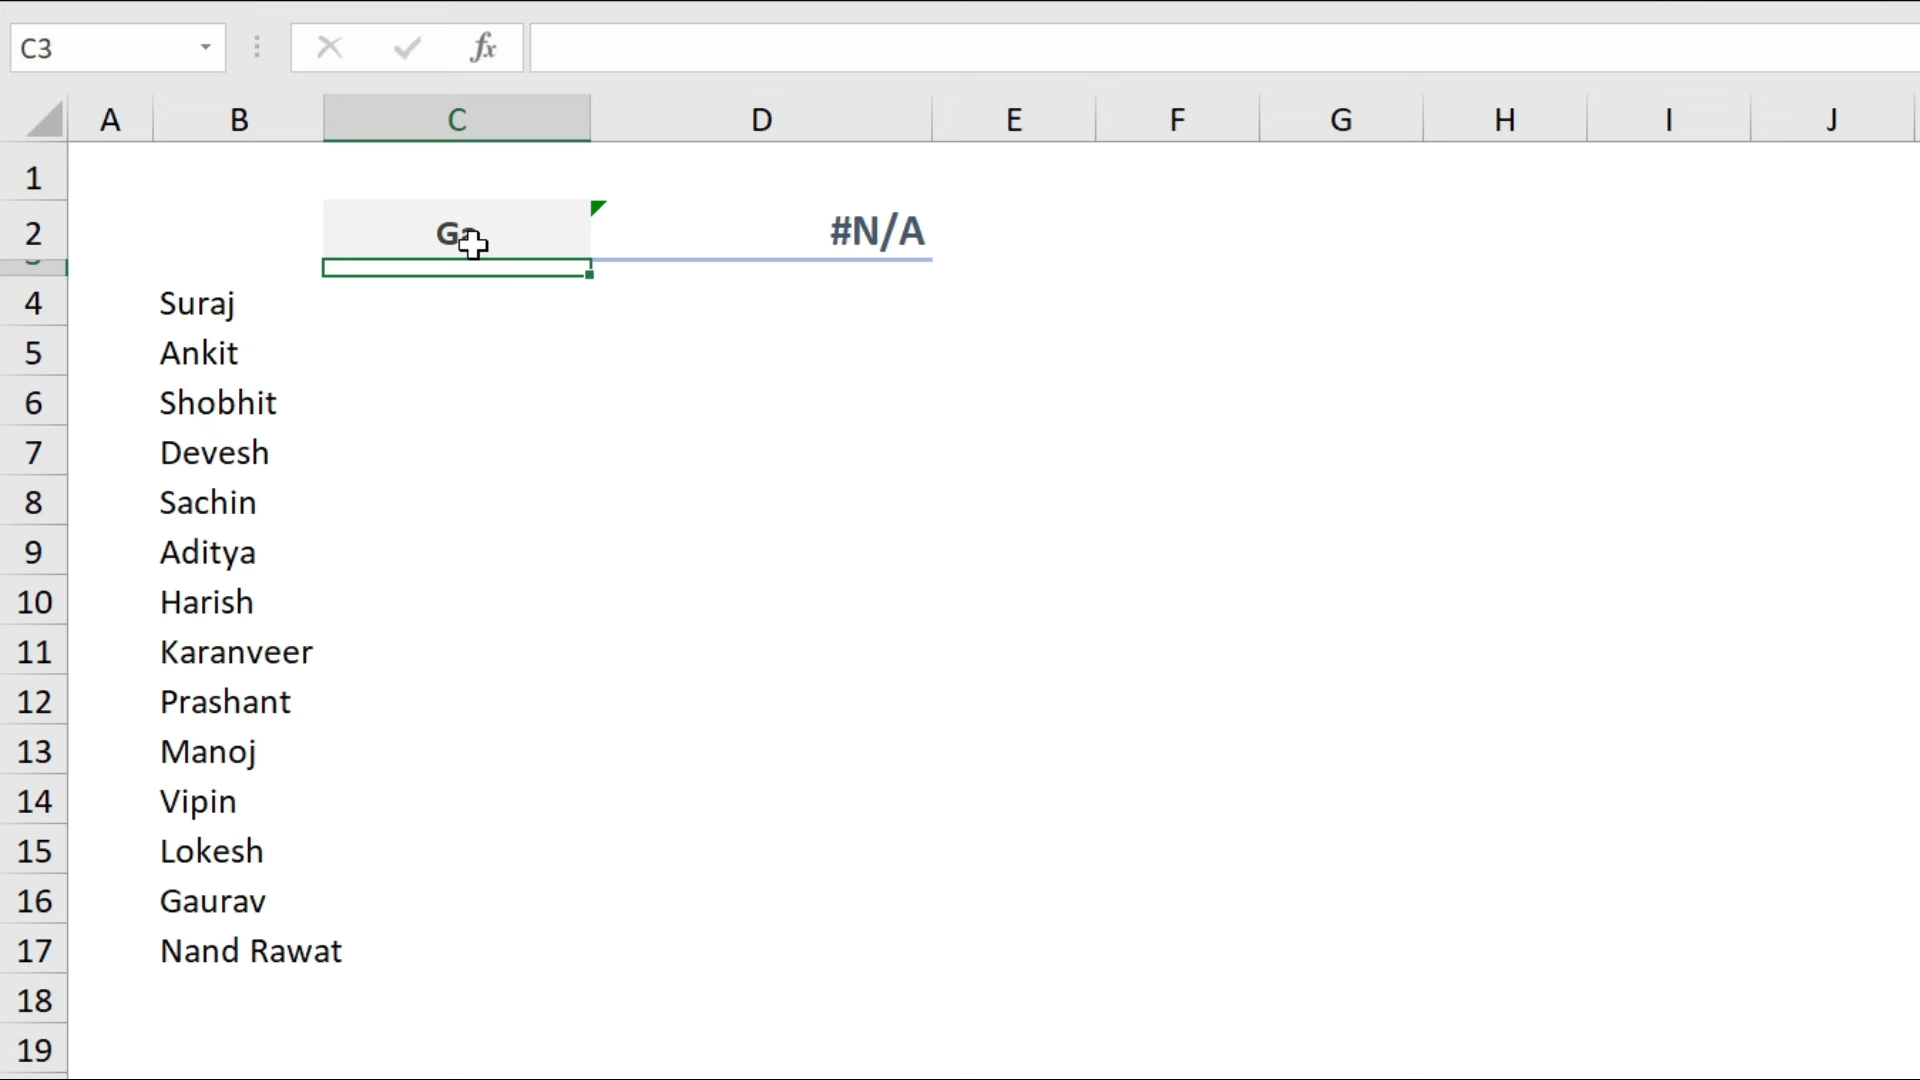 C3 fx
A B C D E F G H I J
1
2 #N/A
4 Suraj
5 Ankit
6 Shobhit
7 Devesh
8 Sachin
9 Aditya
10 Harish
11 Karanveer
12 Prashant
13 Manoj
14 Vipin
15 Lokesh
16 Gaurav
17 Nand Rawat
18
19